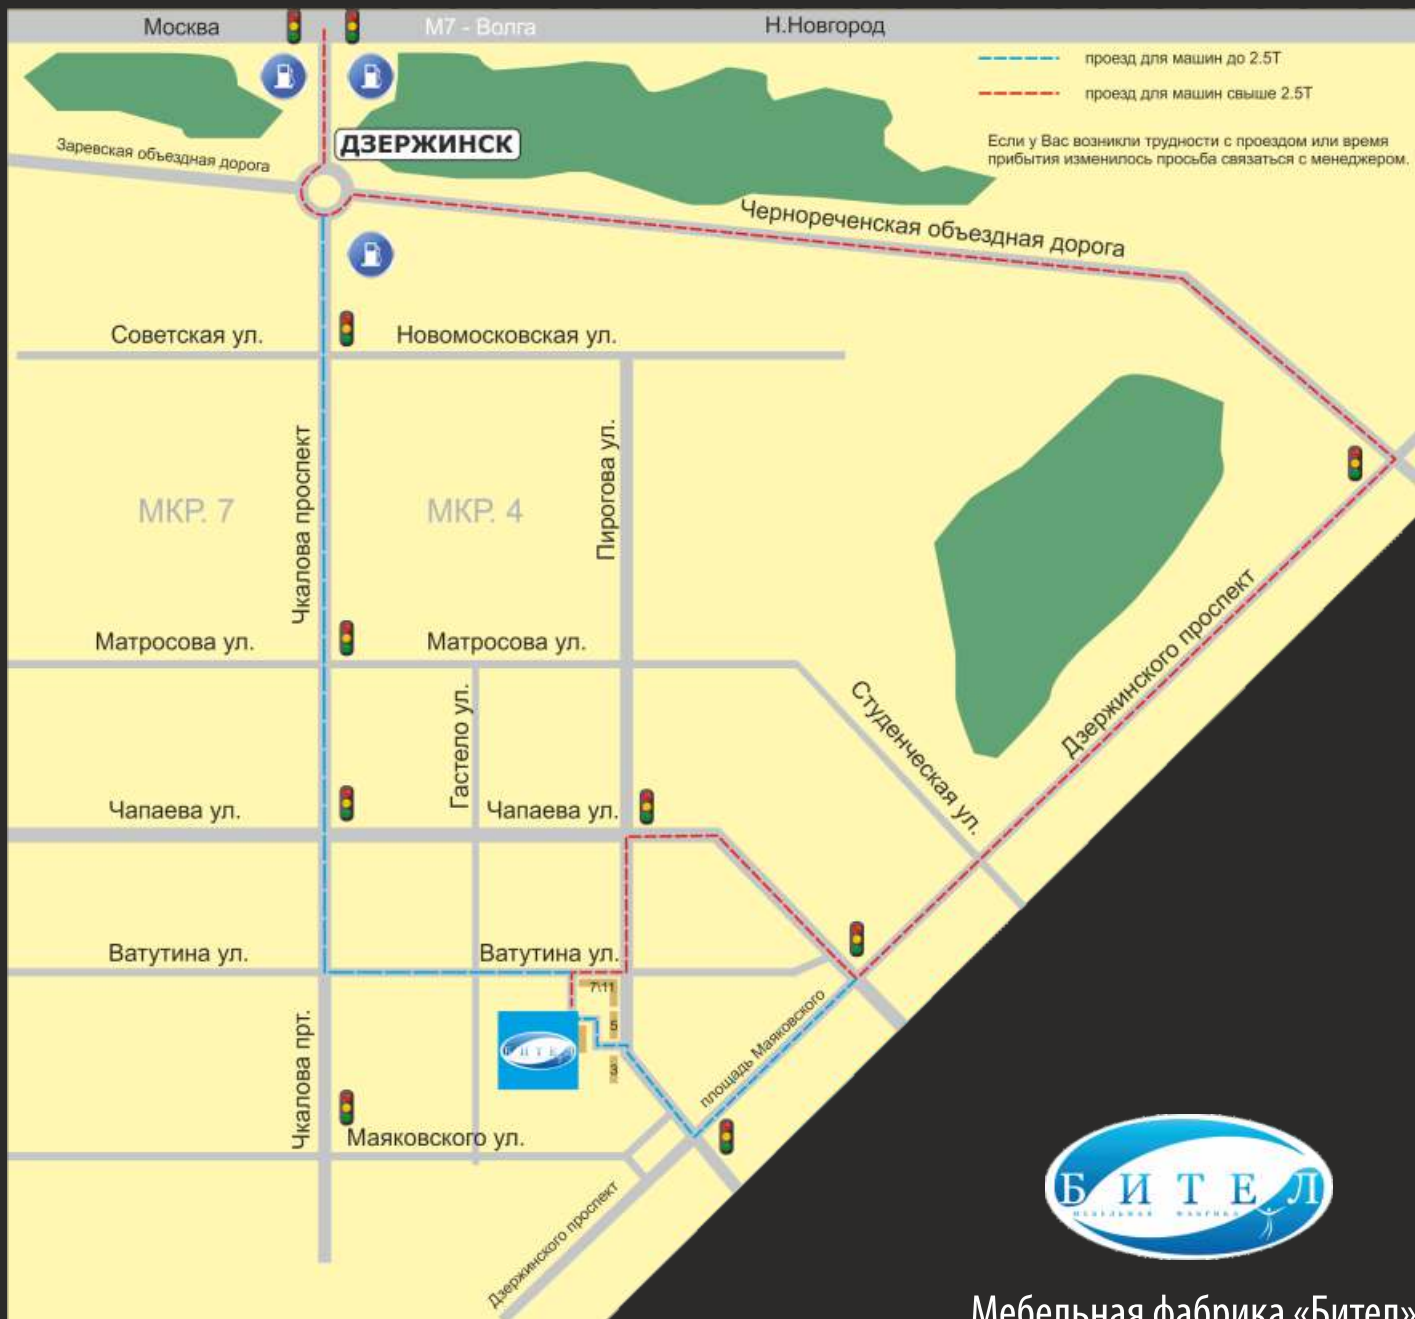 Москва
М7 - Волга
Н.Новгород
проезд для машин до 2.5Т
проезд для машин свыше 2.5Т
Если у Вас возникли трудности с проездом или время
прибытия изменилось просьба связаться с менеджером.
ДЗЕРЖИНСК
Заревская объездная дорога
Чернореченская объездная дорога
Советская ул.
Новомосковская ул.
Чкалова проспект
Пирогова ул.
МКР. 7
МКР. 4
Матросова ул.
Матросова ул.
Гастело ул.
Студенческая ул.
Дзержинского проспект
Чапаева ул.
Чапаева ул.
Ватутина ул.
Ватутина ул.
7\11
5
3
БИТЕЛ
площадь Маяковского
Чкалова прт.
Маяковского ул.
Дзержинского проспект
БИТЕЛ
МЕБЕЛЬНАЯ ФАБРИКА
Мебельная фабрика «Бител»